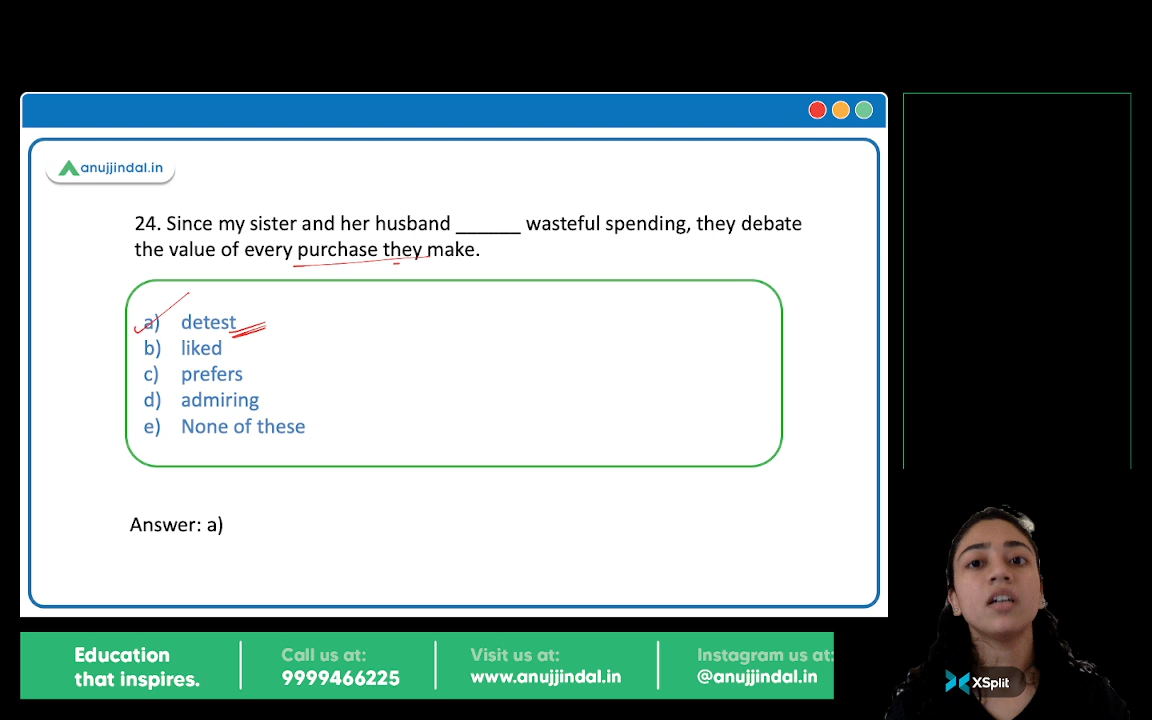 anujjindal.in
24. Since my sister and her husband ______ wasteful spending, they debate
the value of every purchase they make.
a) detest
b) liked
c) prefers
d) admiring
e) None of these
Answer: a)
Education
that inspires.
Call us at:
9999466225
Visit us at:
www.anujjindal.in
Instagram us at:
@anujjindal.in
XSplit